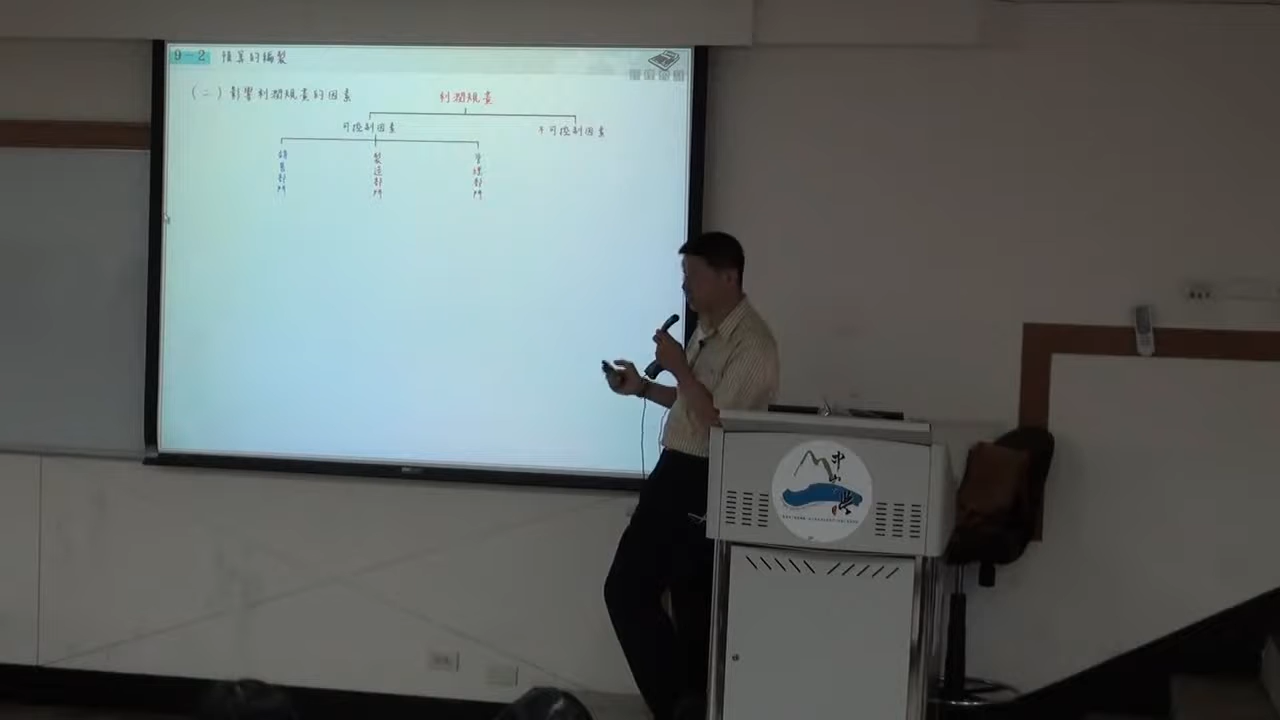 9-2 預算的編製
(二)影響利潤規畫的因素
利潤規畫
可控制因素
不可控制因素
銷售部門
製造部門
管理部門
中山